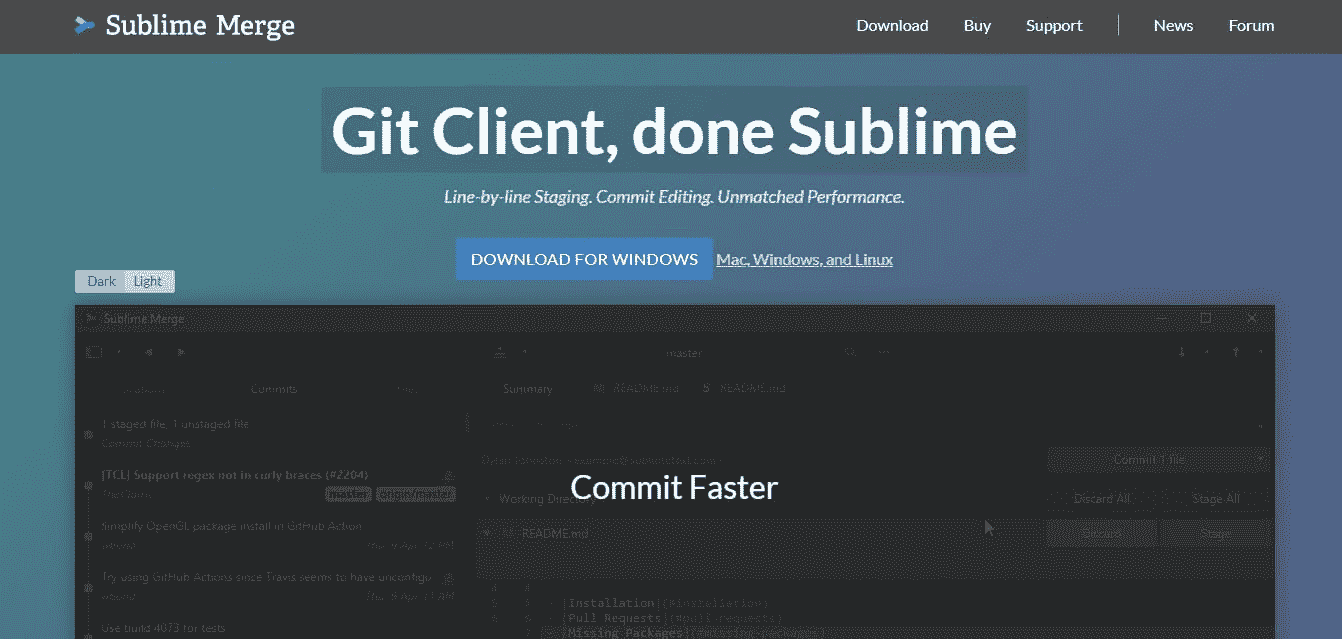 Sublime Merge
Download Buy Support News Forum
Git Client, done Sublime
Line-by-line Staging. Commit Editing. Unmatched Performance.
DOWNLOAD FOR WINDOWS Mac, Windows, and Linux
Dark Light
Sublime Merge
master
Commits
Summary README.md README.md
1 staged file, 1 unstaged file
Commit Changes
Commit 1 file
[TCL] Support regex not in curly braces (#2204)
master origin/master
Commit Faster
Working Directory
Discard All Stage All
Simplify OpenGL package install in GitHub Action
README.md
Discard Stage
wbond
Try using GitHub Actions since Travis seems to have unconfigu
wbond
[Installation](#installation)
[Pull Requests](#pull-requests)
[Missing Packages](#missing-packages)
Use build 4073 for tests